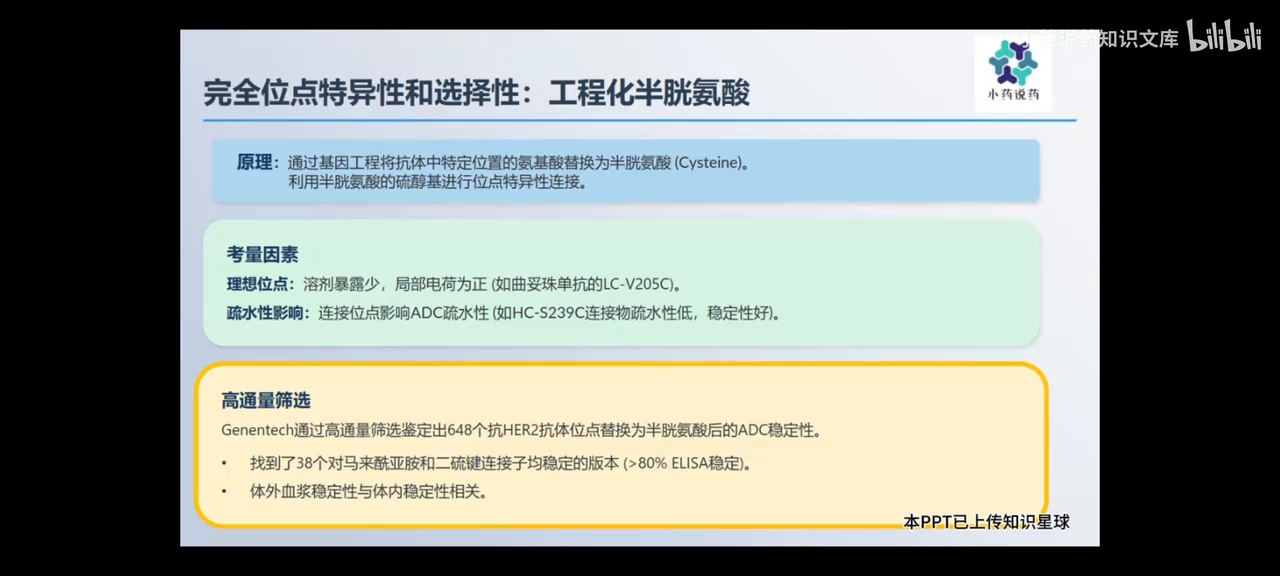 知识文库 bilibili
小药说药
完全位点特异性和选择性：工程化半胱氨酸
原理：通过基因工程将抗体中特定位置的氨基酸替换为半胱氨酸 (Cysteine)。
利用半胱氨酸的硫醇基进行位点特异性连接。
考量因素
理想位点：溶剂暴露少，局部电荷为正 (如曲妥珠单抗的LC-V205C)。
疏水性影响：连接位点影响ADC疏水性 (如HC-S239C连接物疏水性低，稳定性好)。
高通量筛选
Genentech通过高通量筛选鉴定出648个抗HER2抗体位点替换为半胱氨酸后的ADC稳定性。
• 找到了38个对马来酰亚胺和二硫键连接子均稳定的版本 (>80% ELISA稳定)。
• 体外血浆稳定性与体内稳定性相关。
本PPT已上传知识星球